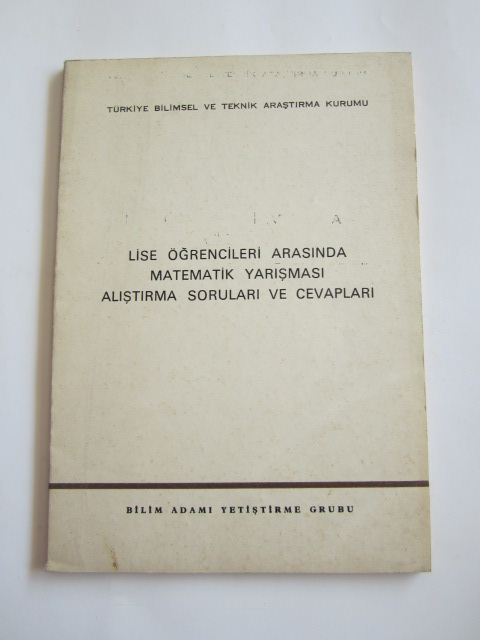 TÜRKİYE BİLİMSEL VE TEKNİK ARAŞTIRMA KURUMU
LİSE ÖĞRENCİLERİ ARASINDA
MATEMATİK YARIŞMASI
ALIŞTIRMA SORULARI VE CEVAPLARI
BİLİM ADAMI YETİŞTİRME GRUBU